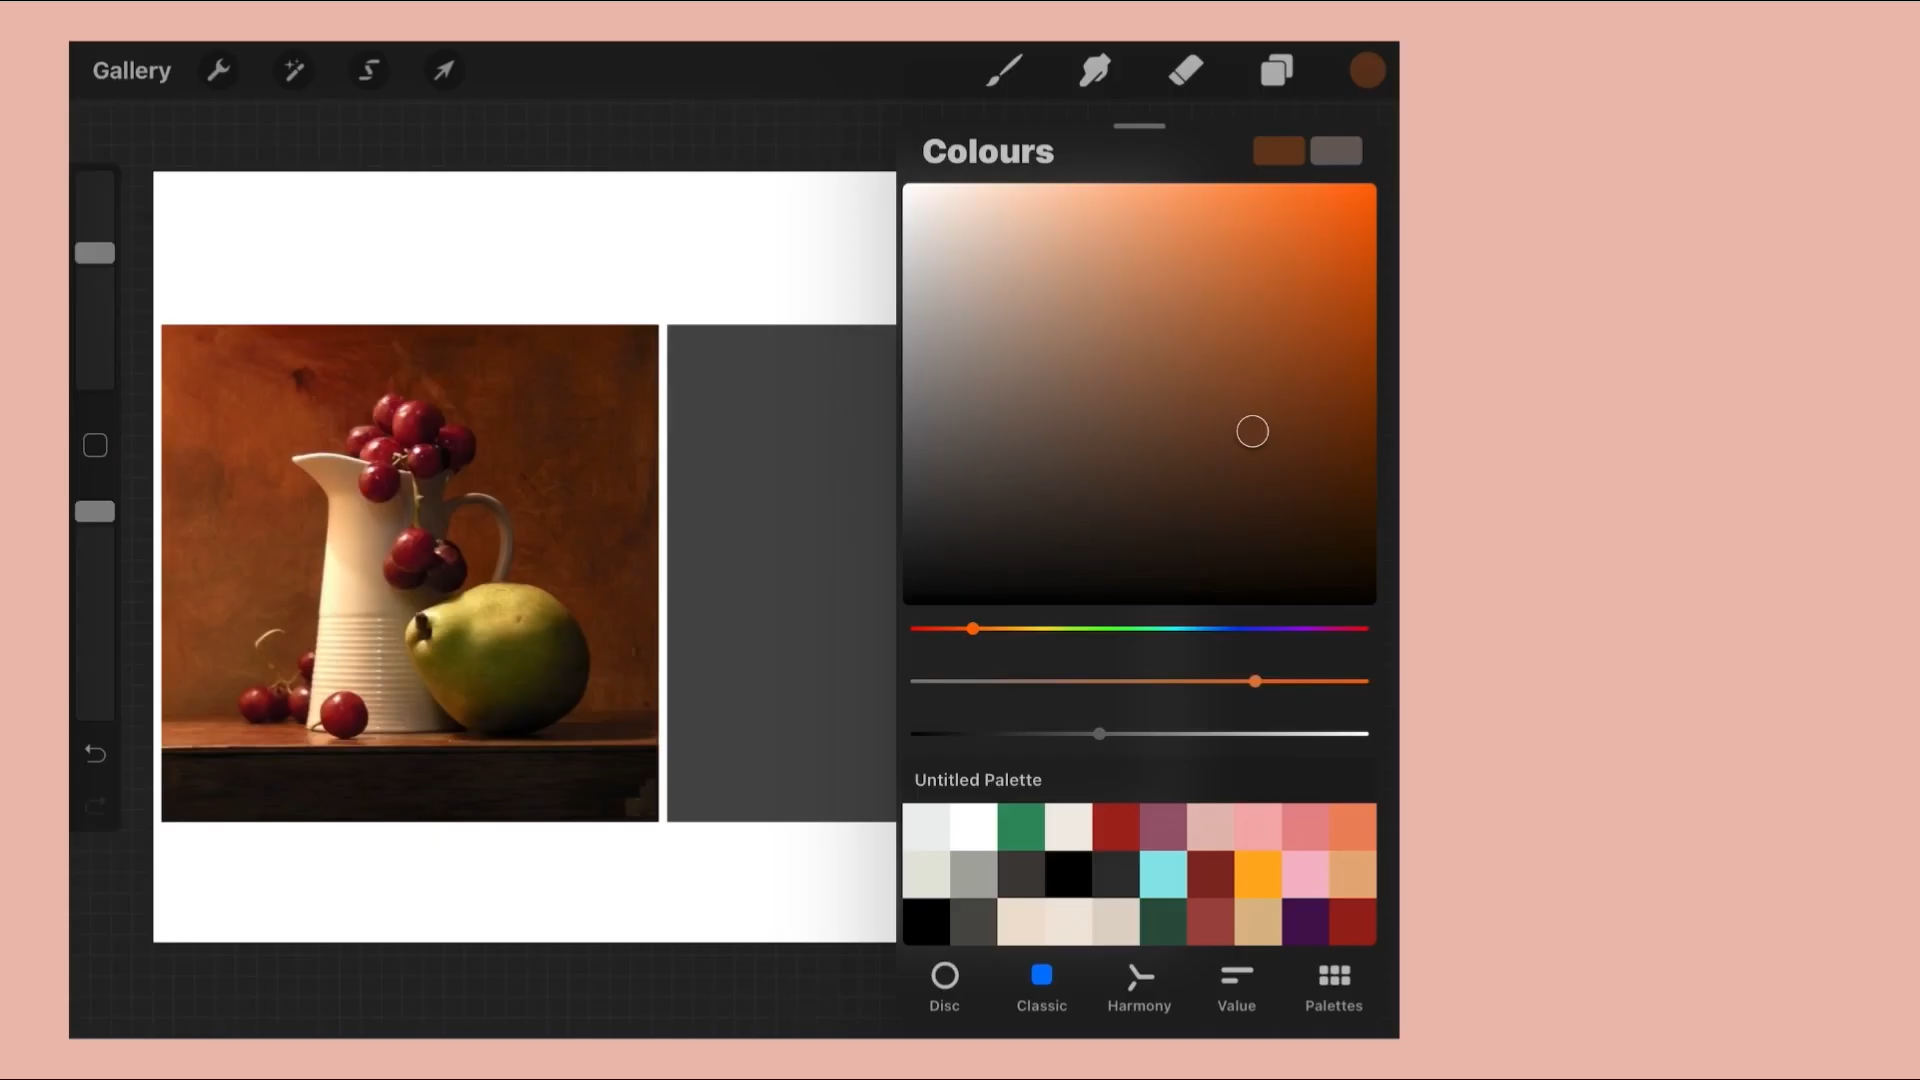 Gallery
Colours
Untitled Palette
Disc
Classic
Harmony
Value
Palettes